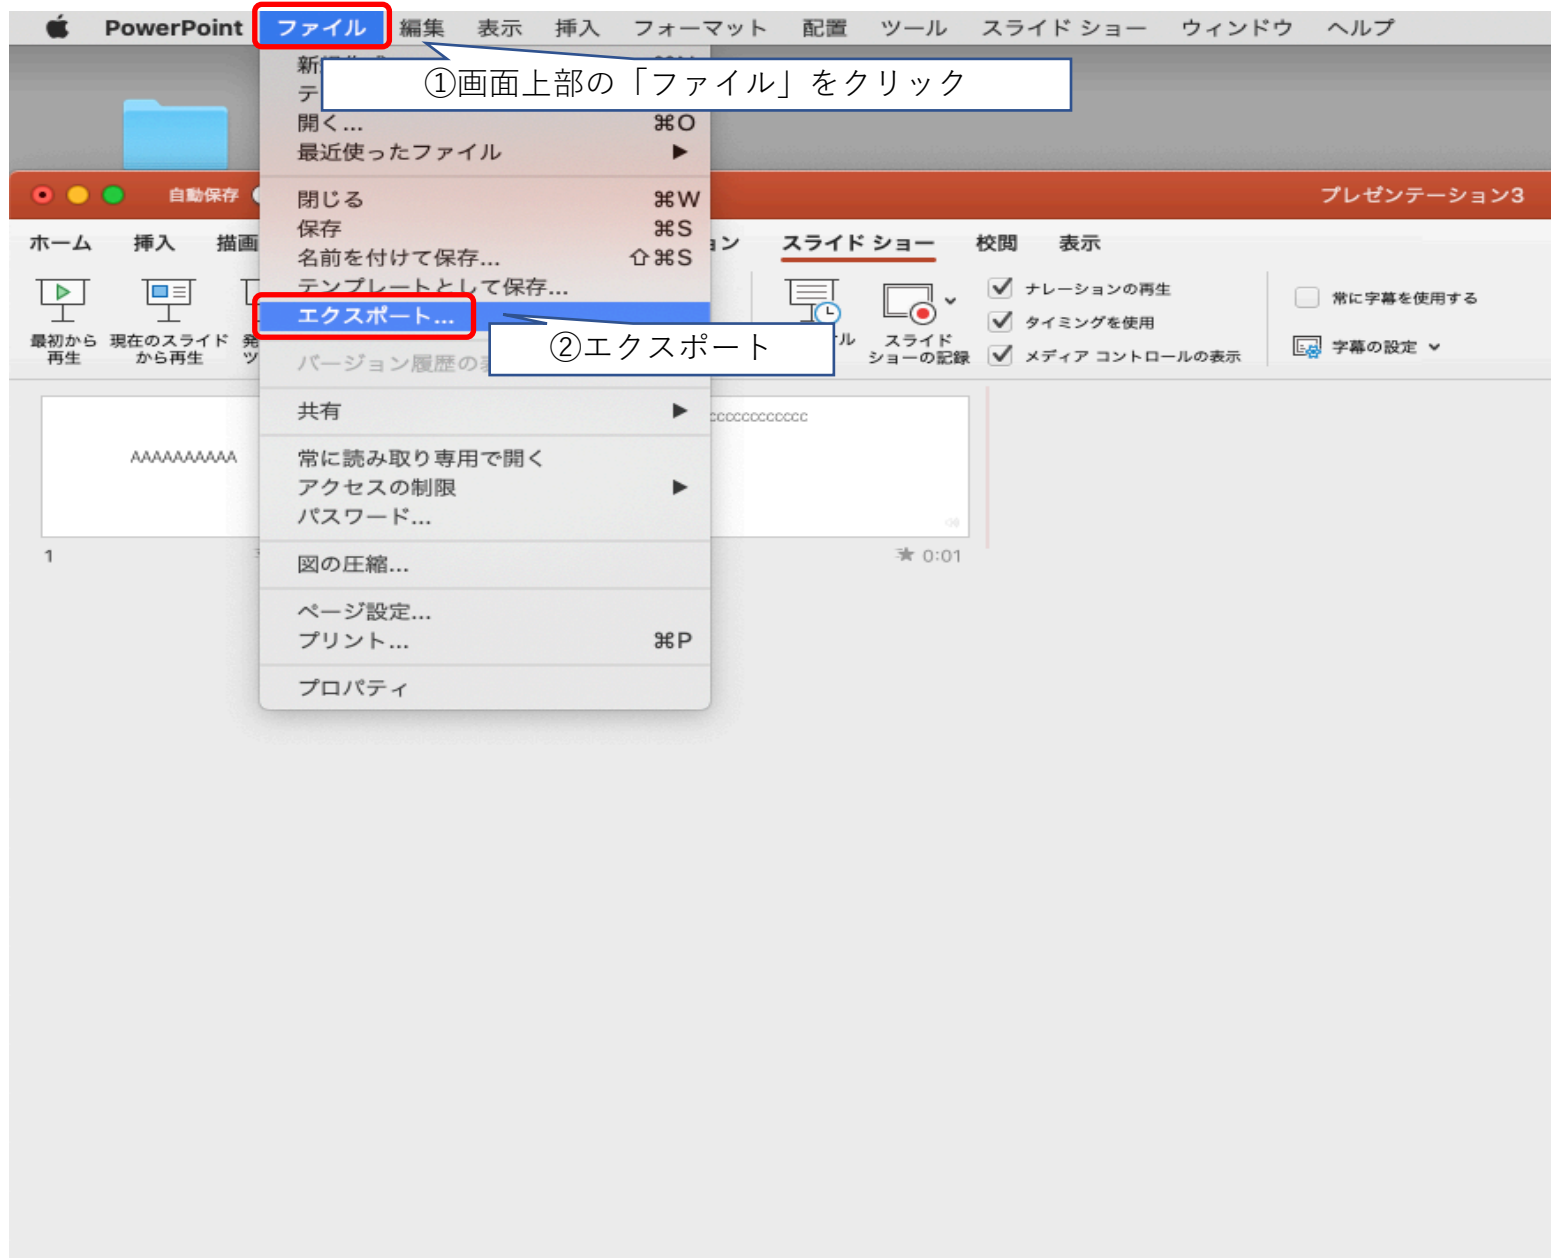 PowerPoint ファイル 編集 表示 挿入 フォーマット 配置 ツール スライド ショー ウィンドウ ヘルプ
①画面上部の「ファイル」をクリック
開く... ⌘O
最近使ったファイル ▶
自動保存
プレゼンテーション3
閉じる ⌘W
保存 ⌘S
名前を付けて保存... ⇧⌘S
テンプレートとして保存...
エクスポート...
②エクスポート
バージョン履歴の
共有 ▶
常に読み取り専用で開く
アクセスの制限 ▶
パスワード...
図の圧縮...
ページ設定...
プリント... ⌘P
プロパティ
ホーム 挿入 描画 ョン スライド ショー 校閲 表示
最初から
再生
現在のスライド
から再生
スライド
ショーの記録
ナレーションの再生
タイミングを使用
メディア コントロールの表示
常に字幕を使用する
字幕の設定
AAAAAAAAAA
1
0:01